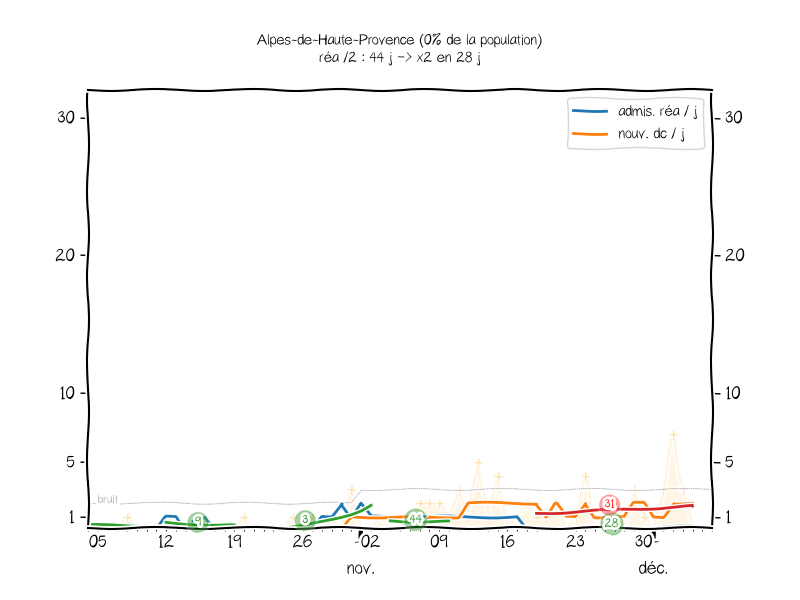 Alpes-de-Haute-Provence (0% de la population)
réa /2 : 44 j -> x2 en 28 j
admis. réa / j
nouv. dc / j
30 30
20 20
10 10
5 5
bruit
1 1
9 3 44 31 28
05 12 19 26 02 09 16 23 30
nov. déc.